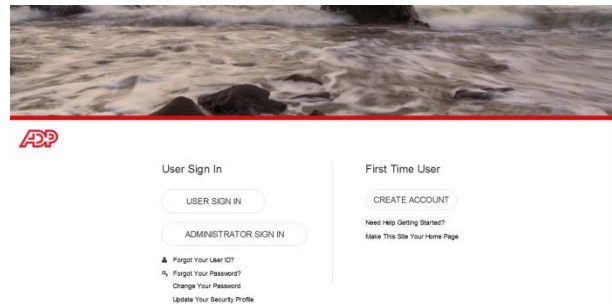 ADP
User Sign In
USER SIGN IN
ADMINISTRATOR SIGN IN
Forgot Your User ID?
Forgot Your Password?
Change Your Password
Update Your Security Profile
First Time User
CREATE ACCOUNT
Need Help Getting Started?
Make This Site Your Home Page